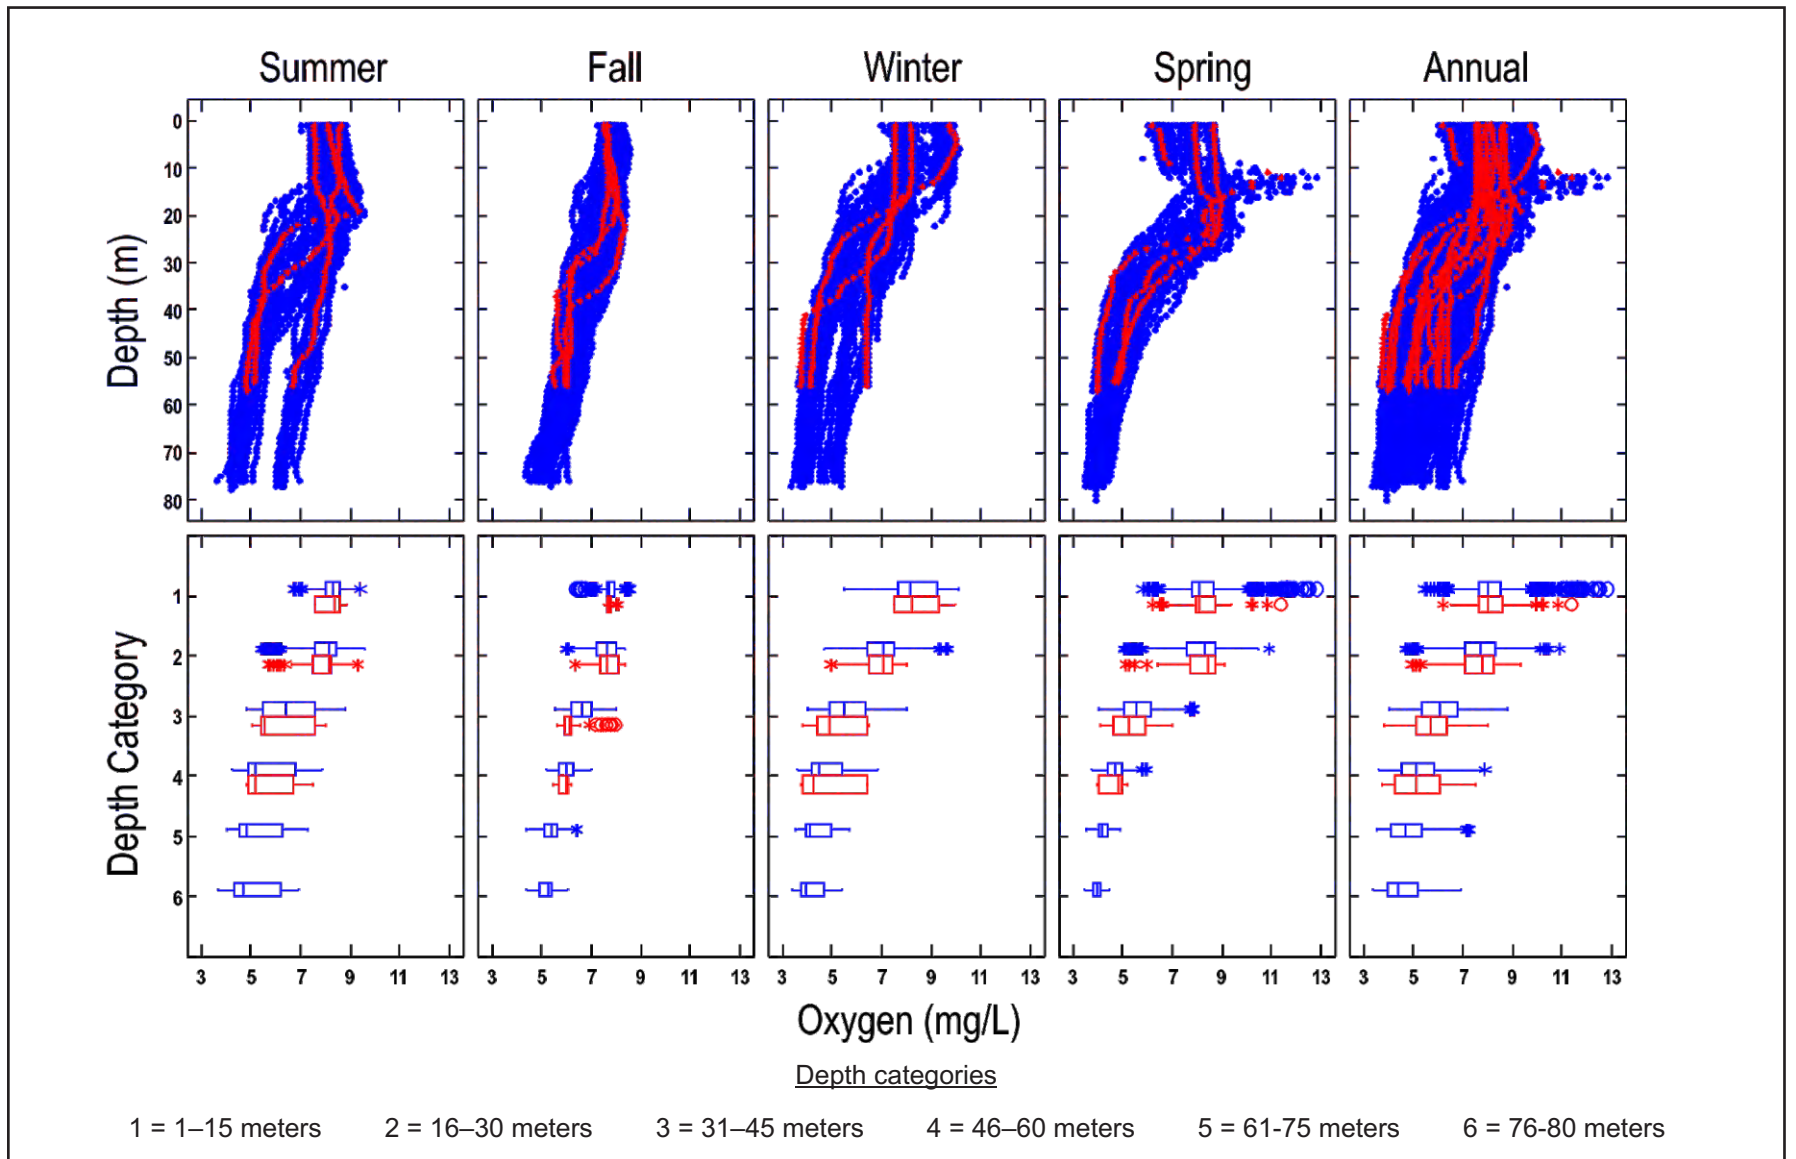 Summer Fall Winter Spring Annual
0
10
20
30
40
50
60
70
80
Depth (m)
1
2
3
4
5
6
Depth Category
3 5 7 9 11 13 3 5 7 9 11 13 3 5 7 9 11 13 3 5 7 9 11 13 3 5 7 9 11 13
Oxygen (mg/L)
Depth categories
1 = 1–15 meters 2 = 16–30 meters 3 = 31–45 meters 4 = 46–60 meters 5 = 61-75 meters 6 = 76-80 meters